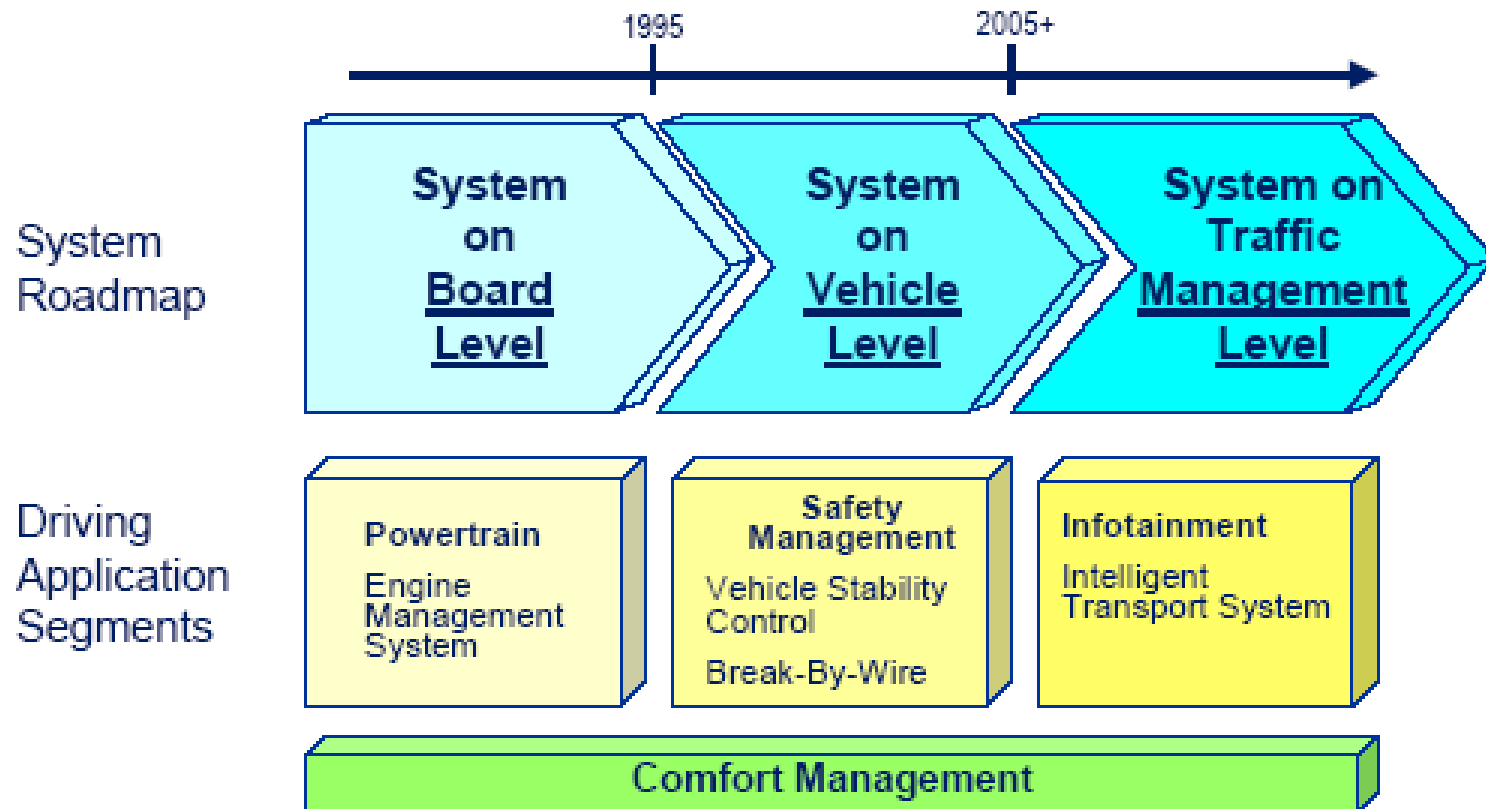 1995
2005+
System
Roadmap
System
on
Board
Level
System
on
Vehicle
Level
System on
Traffic
Management
Level
Driving
Application
Segments
Powertrain
Engine
Management
System
Safety
Management
Vehicle Stability
Control
Break-By-Wire
Infotainment
Intelligent
Transport System
Comfort Management